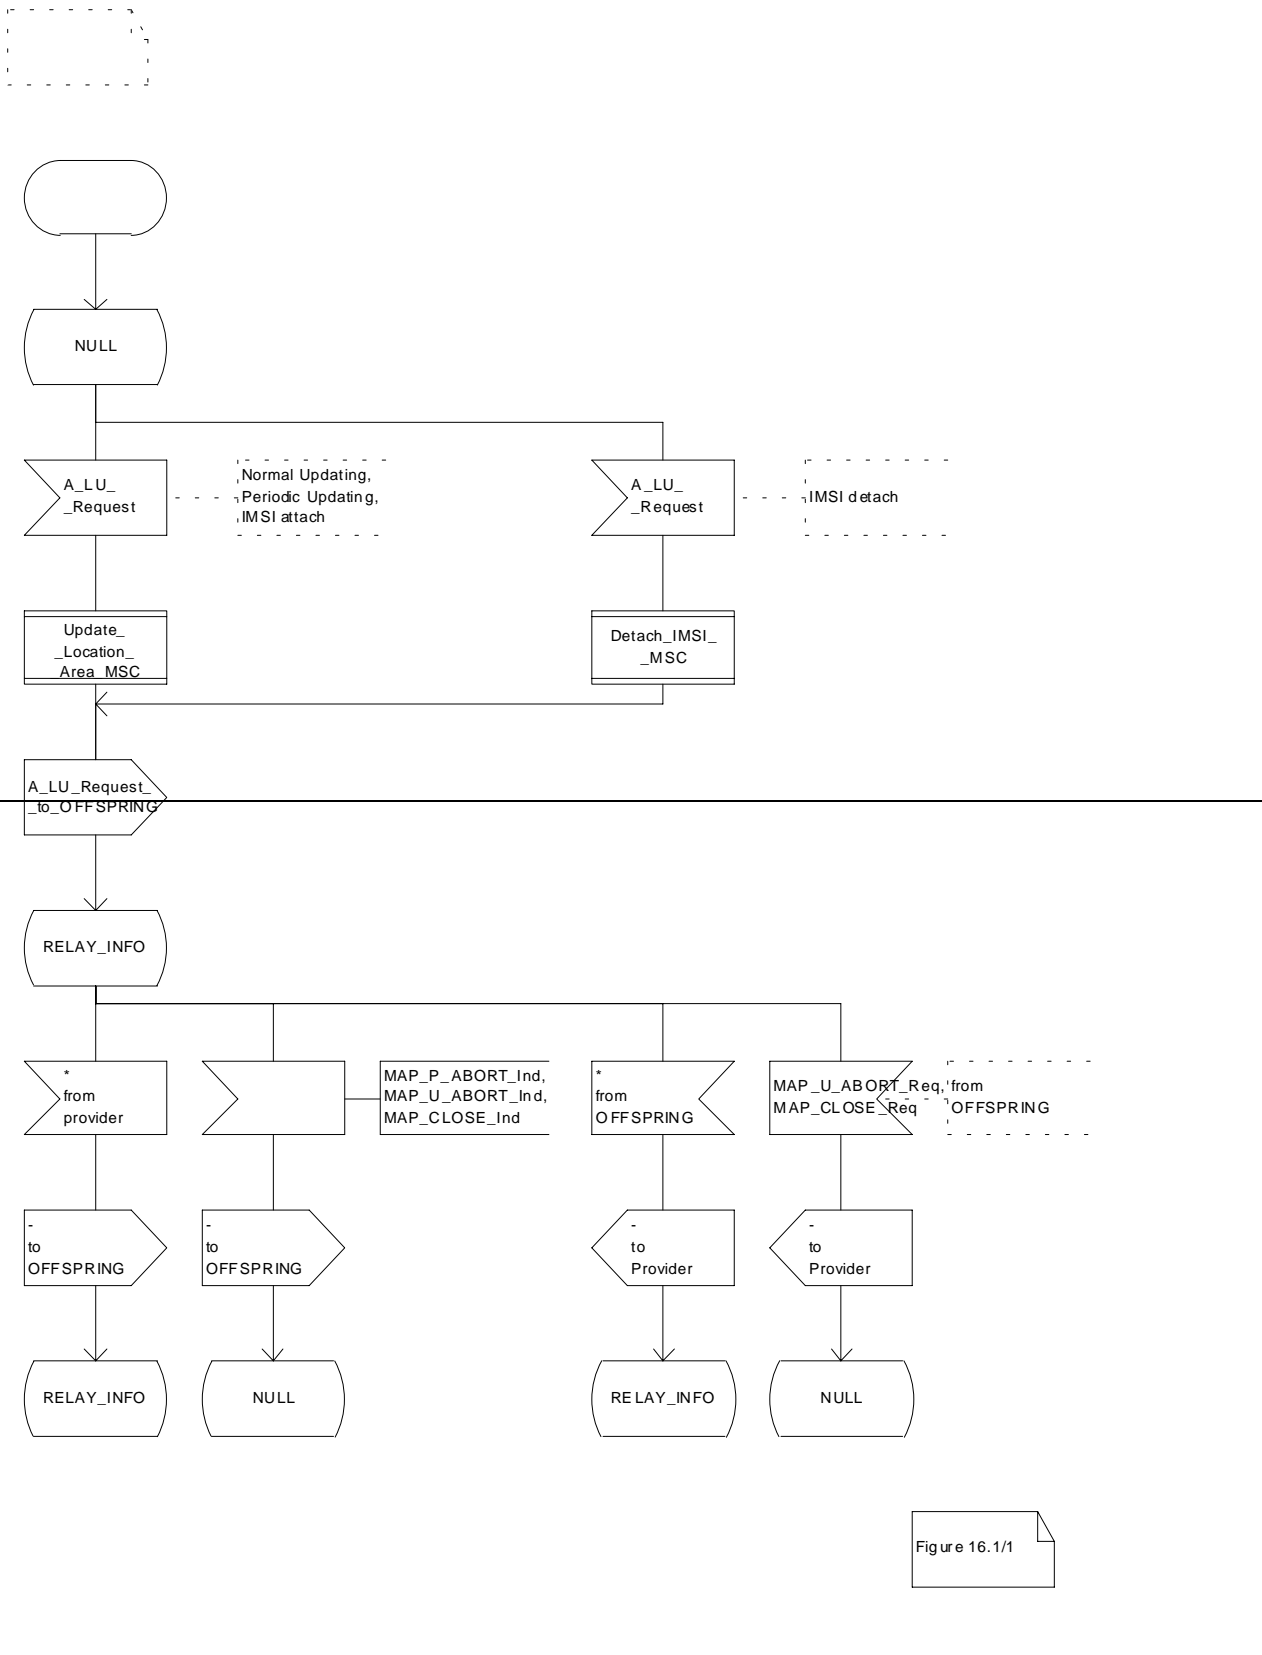 NULL
A_LU_
_Request
Normal Updating,
Periodic Updating,
IMSI attach
A_LU_
_Request
IMSI detach
Update_
_Location_
_Area_MSC
Detach_IMSI_
_MSC
A_LU_Request_
_to_OFFSPRING
RELAY_INFO
*
from
provider
MAP_P_ABORT_Ind,
MAP_U_ABORT_Ind,
MAP_CLOSE_Ind
*
from
OFFSPRING
MAP_U_ABORT_Req,
MAP_CLOSE_Req
from
OFFSPRING
-
to
OFFSPRING
-
to
OFFSPRING
-
to
Provider
-
to
Provider
RELAY_INFO
NULL
RELAY_INFO
NULL
Figure 16.1/1